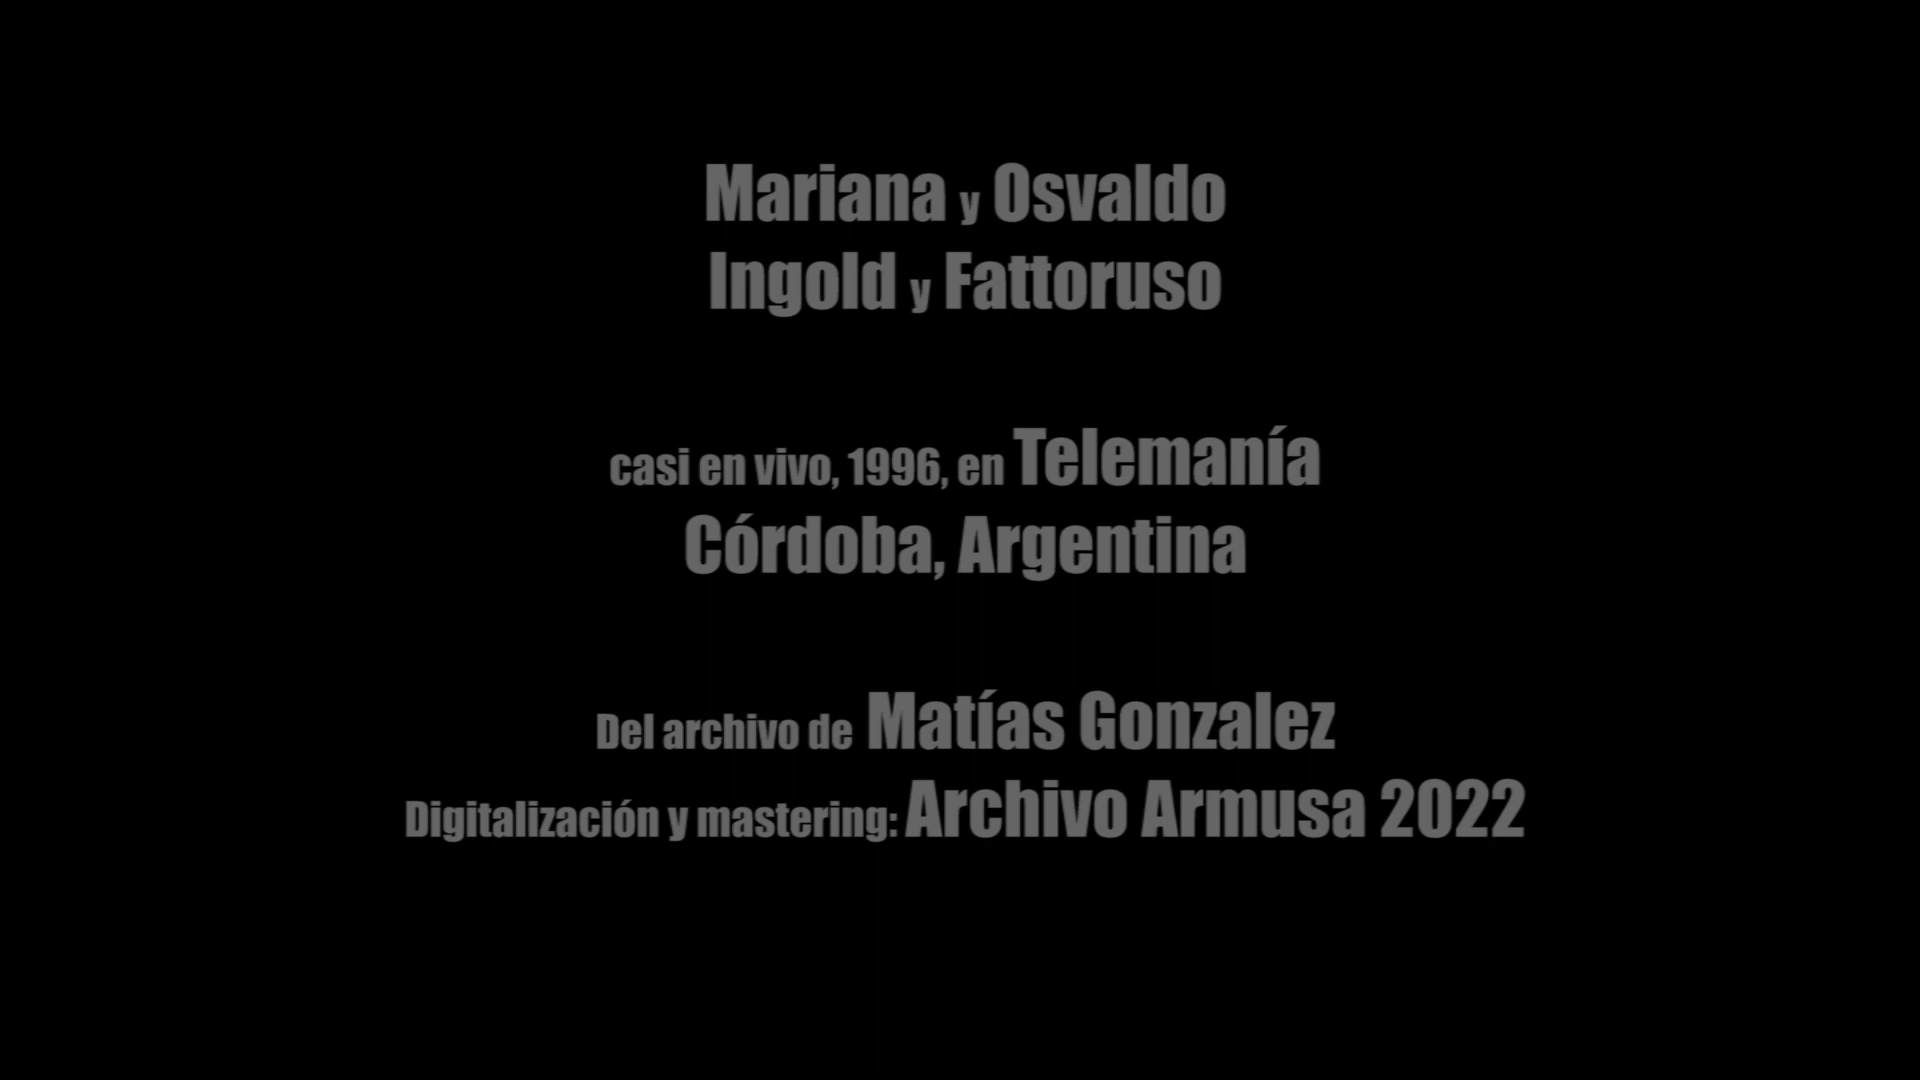 Mariana y Osvaldo
Ingold y Fattoruso
casi en vivo, 1996, en Telemanía
Córdoba, Argentina
Del archivo de Matías Gonzalez
Digitalización y mastering: Archivo Armusa 2022